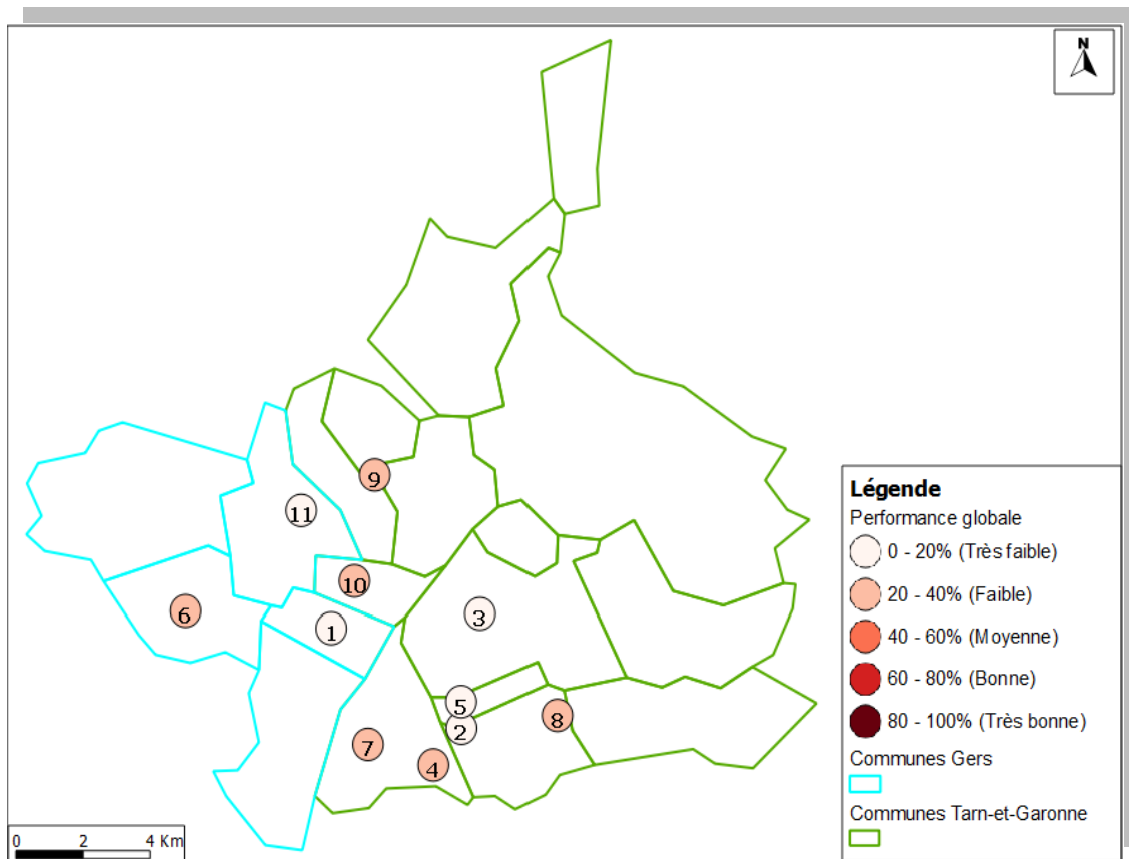 N
9
11
10
6
1
3
5
2
8
7
4
Légende
Performance globale
0 - 20% (Très faible)
20 - 40% (Faible)
40 - 60% (Moyenne)
60 - 80% (Bonne)
80 - 100% (Très bonne)
Communes Gers
Communes Tarn-et-Garonne
0 2 4 Km